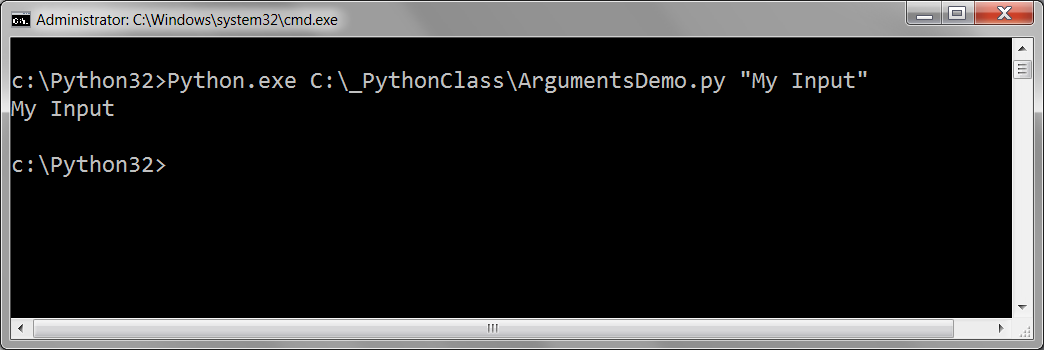 Administrator: C:\Windows\system32\cmd.exe
c:\Python32>Python.exe C:\_PythonClass\ArgumentsDemo.py "My Input"
My Input
c:\Python32>